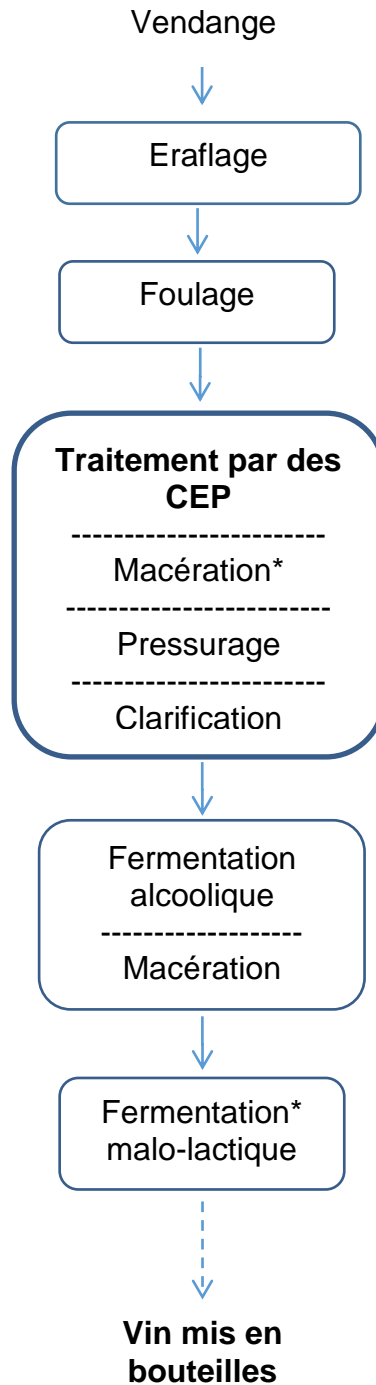 Vendange
Eraflage
Foulage
Traitement par des
CEP
------------------------
Macération*
-------------------------
Pressurage
------------------------
Clarification
Fermentation
alcoolique
-------------------
Macération
Fermentation*
malo-lactique
Vin mis en
bouteilles